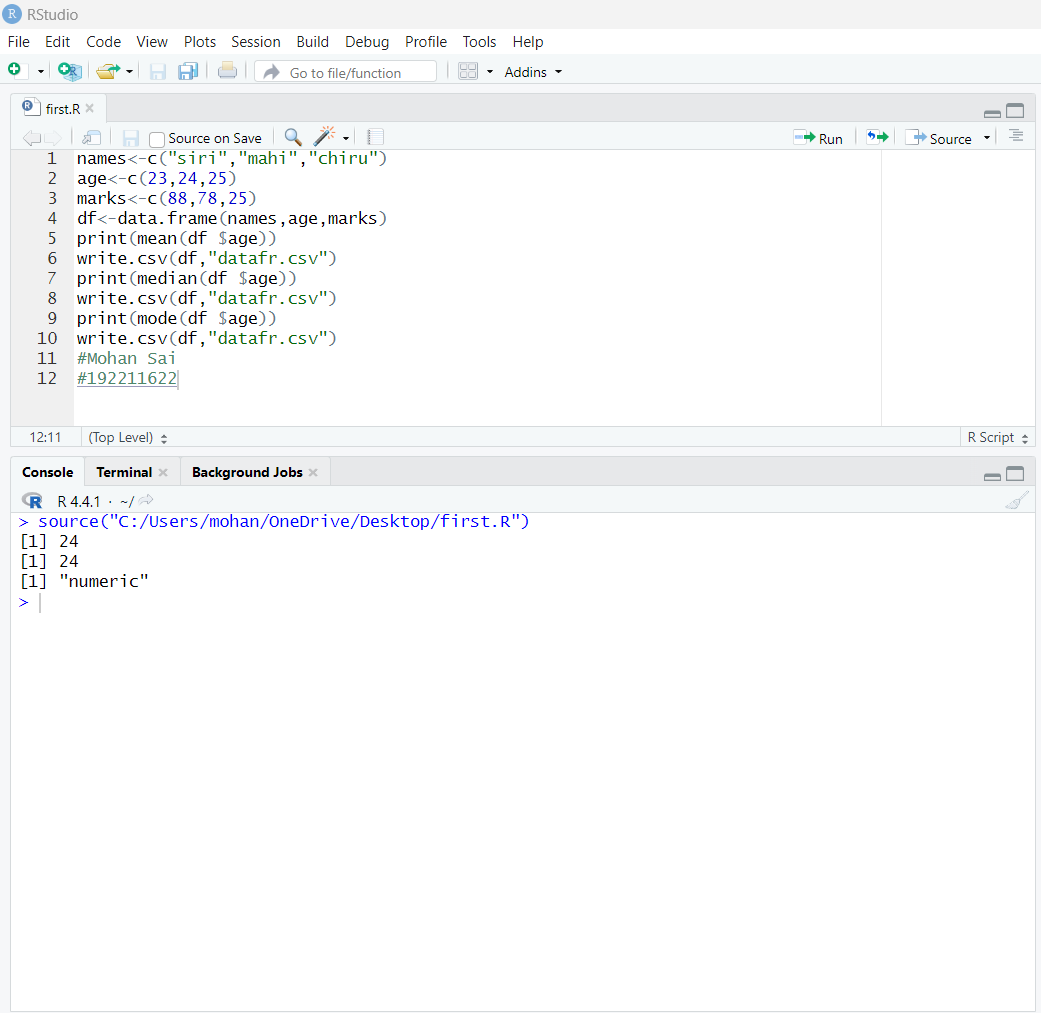 RStudio
File Edit Code View Plots Session Build Debug Profile Tools Help
Go to file/function Addins
first.R
Source on Save Run Source
1 names<-c("siri","mahi","chiru")
2 age<-c(23,24,25)
3 marks<-c(88,78,25)
4 df<-data.frame(names,age,marks)
5 print(mean(df $age))
6 write.csv(df,"datafr.csv")
7 print(median(df $age))
8 write.csv(df,"datafr.csv")
9 print(mode(df $age))
10 write.csv(df,"datafr.csv")
11 #Mohan Sai
12 #192211622
12:11 (Top Level) R Script
Console Terminal Background Jobs
R 4.4.1 · ~/
> source("C:/Users/mohan/OneDrive/Desktop/first.R")
[1] 24
[1] 24
[1] "numeric"
>